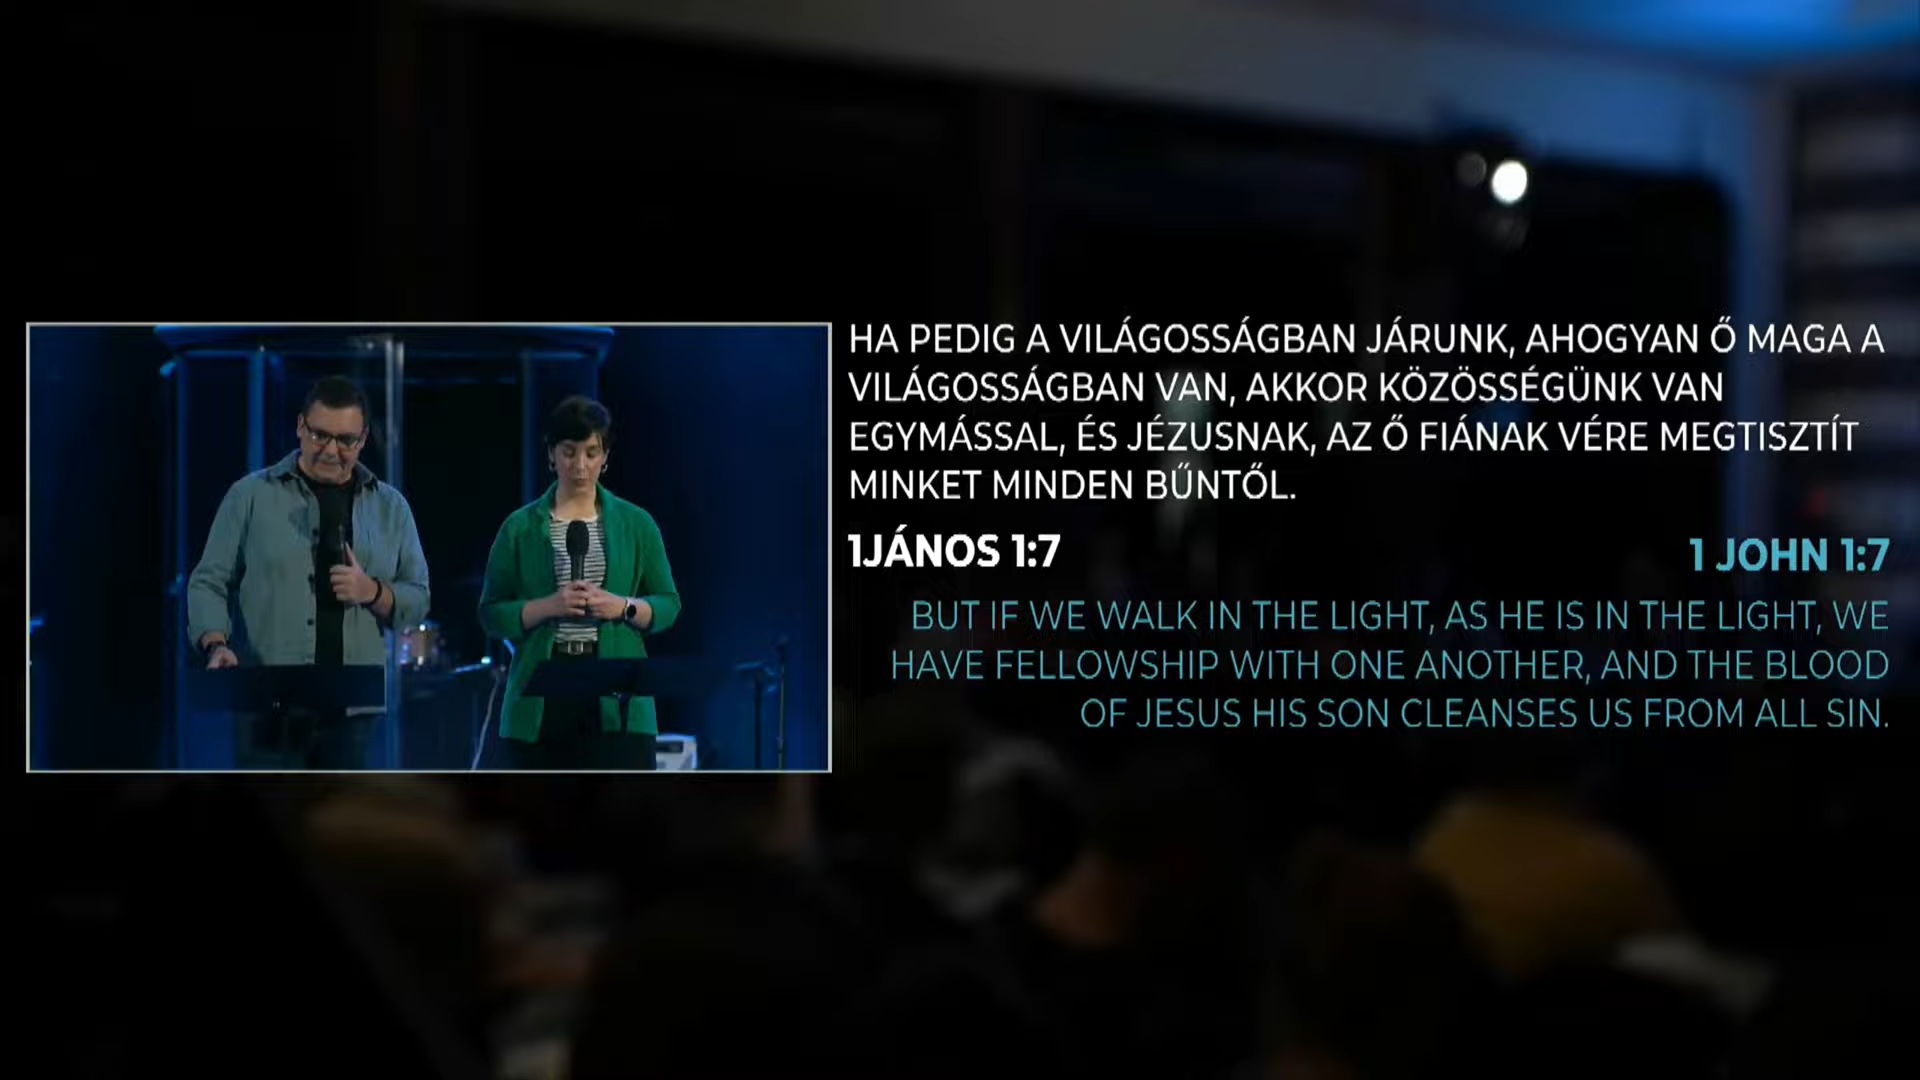 HA PEDIG A VILÁGOSSÁGBAN JÁRUNK, AHOGYAN Ő MAGA A
VILÁGOSSÁGBAN VAN, AKKOR KÖZÖSSÉGÜNK VAN
EGYMÁSSAL, ÉS JÉZUSNAK, AZ Ő FIÁNAK VÉRE MEGTISZTÍT
MINKET MINDEN BŰNTŐL.
1JÁNOS 1:7
1 JOHN 1:7
BUT IF WE WALK IN THE LIGHT, AS HE IS IN THE LIGHT, WE
HAVE FELLOWSHIP WITH ONE ANOTHER, AND THE BLOOD
OF JESUS HIS SON CLEANSES US FROM ALL SIN.